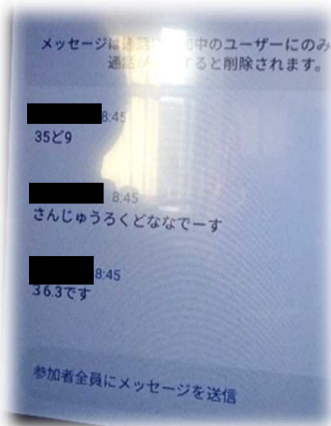 メッセージは通話 中のユーザーにのみ
通話が すると削除されます。
8:45
35ど9
8:45
さんじゅうろくどななでーす
8:45
36.3です
参加者全員にメッセージを送信